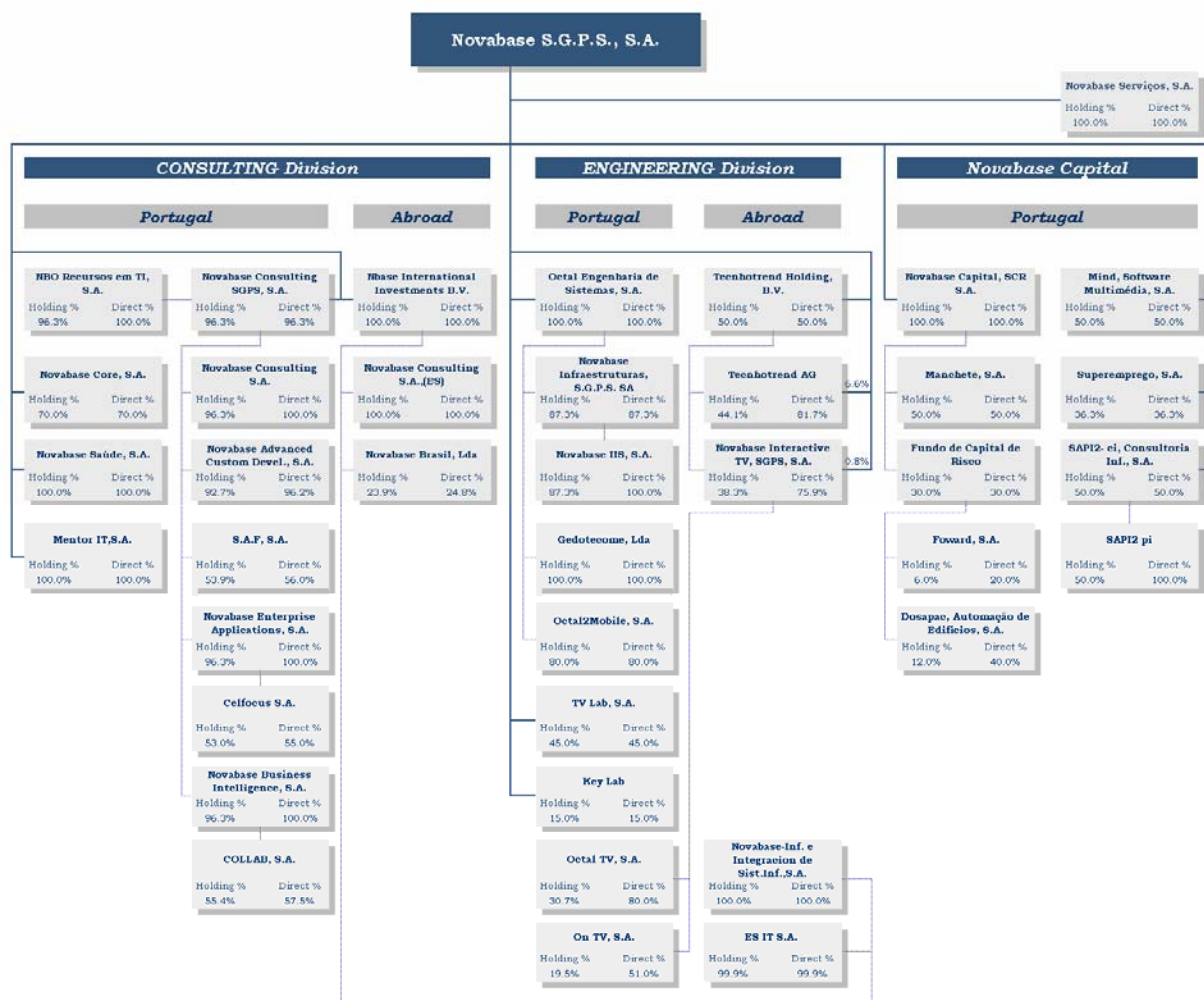 Novabase S.G.P.S., S.A.
Novabase Serviços, S.A.
Holding % Direct %
100.0% 100.0%
CONSULTING Division
ENGINEERING Division
Novabase Capital
Portugal
Abroad
Portugal
Abroad
Portugal
NBO Recursos em TI,
S.A.
Holding % Direct %
96.3% 100.0%
Novabase Consulting
SGPS, S.A.
Holding % Direct %
96.3% 96.3%
Nbase International
Investments B.V.
Holding % Direct %
100.0% 100.0%
Octal Engenharia de
Sistemas, S.A.
Holding % Direct %
100.0% 100.0%
Tecnhotrend Holding,
B.V.
Holding % Direct %
50.0% 50.0%
Novabase Capital, SCR
S.A.
Holding % Direct %
100.0% 100.0%
Mind, Software
Multimédia, S.A.
Holding % Direct %
50.0% 50.0%
Novabase Core, S.A.
Holding % Direct %
70.0% 70.0%
Novabase Consulting
S.A.
Holding % Direct %
96.3% 100.0%
Novabase Consulting
S.A.,(ES)
Holding % Direct %
100.0% 100.0%
Novabase
Infraestruturas,
S.G.P.S. SA
Holding % Direct %
87.3% 87.3%
Tecnhotrend AG
Holding % Direct %
44.1% 81.7%
6.6%
Manchete, S.A.
Holding % Direct %
50.0% 50.0%
Superemprego, S.A.
Holding % Direct %
36.3% 36.3%
Novabase Saúde, S.A.
Holding % Direct %
100.0% 100.0%
Novabase Advanced
Custom Devel., S.A.
Holding % Direct %
92.7% 96.2%
Novabase Brasil, Lda
Holding % Direct %
23.9% 24.8%
Novabase IIS, S.A.
Holding % Direct %
87.3% 100.0%
Novabase Interactive
TV, SGPS, S.A.
Holding % Direct %
38.3% 75.9%
0.8%
Fundo de Capital de
Risco
Holding % Direct %
30.0% 30.0%
SAPI2- ci, Consultoria
Inf., S.A.
Holding % Direct %
50.0% 50.0%
Mentor IT,S.A.
Holding % Direct %
100.0% 100.0%
S.A.F, S.A.
Holding % Direct %
53.9% 56.0%
Gedotecome, Lda
Holding % Direct %
100.0% 100.0%
Foward, S.A.
Holding % Direct %
6.0% 20.0%
SAPI2 pi
Holding % Direct %
50.0% 100.0%
Novabase Enterprise
Applications, S.A.
Holding % Direct %
96.3% 100.0%
Octal2Mobile, S.A.
Holding % Direct %
80.0% 80.0%
Dosapac, Automação de
Edifícios, S.A.
Holding % Direct %
12.0% 40.0%
Celfocus S.A.
Holding % Direct %
53.0% 55.0%
TV Lab, S.A.
Holding % Direct %
45.0% 45.0%
Novabase Business
Intelligence, S.A.
Holding % Direct %
96.3% 100.0%
Key Lab
Holding % Direct %
15.0% 15.0%
COLLAB, S.A.
Holding % Direct %
55.4% 57.5%
Octal TV, S.A.
Holding % Direct %
30.7% 80.0%
Novabase-Inf. e
Integracion de
Sist.Inf.,S.A.
Holding % Direct %
100.0% 100.0%
On TV, S.A.
Holding % Direct %
19.5% 51.0%
ES IT S.A.
Holding % Direct %
99.9% 99.9%